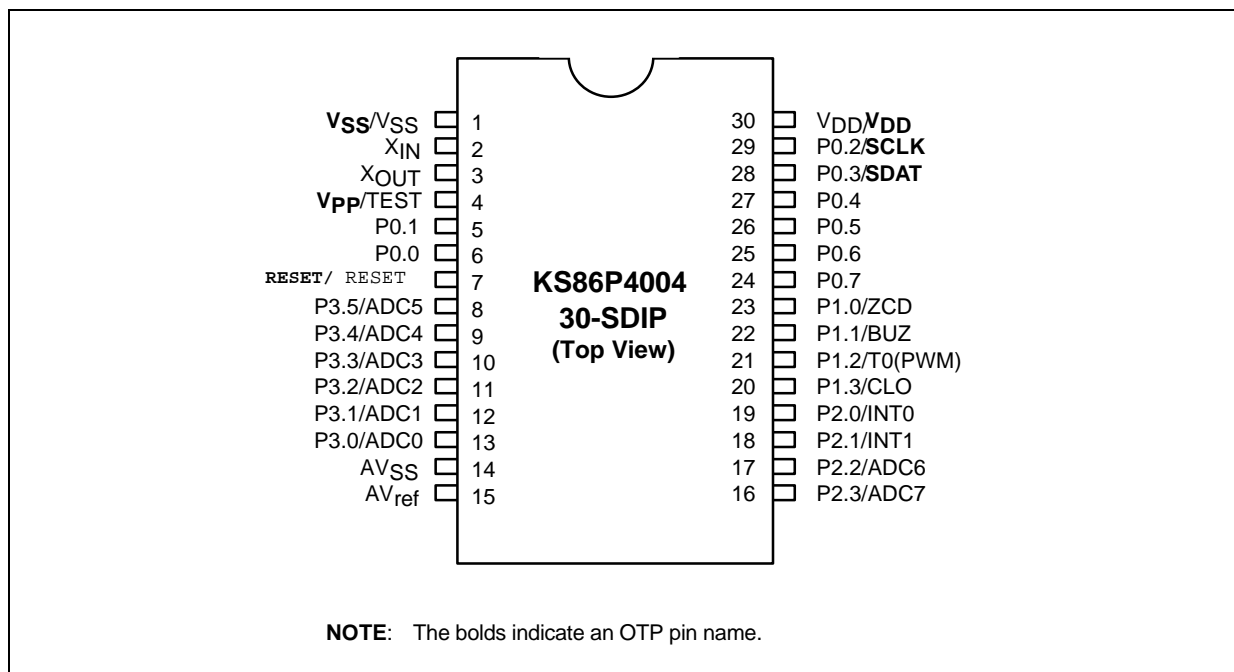 VSS/VSS 1
XIN 2
XOUT 3
VPP/TEST 4
P0.1 5
P0.0 6
RESET/ RESET 7
P3.5/ADC5 8
P3.4/ADC4 9
P3.3/ADC3 10
P3.2/ADC2 11
P3.1/ADC1 12
P3.0/ADC0 13
AVSS 14
AVref 15
KS86P4004
30-SDIP
(Top View)
30 VDD/VDD
29 P0.2/SCLK
28 P0.3/SDAT
27 P0.4
26 P0.5
25 P0.6
24 P0.7
23 P1.0/ZCD
22 P1.1/BUZ
21 P1.2/T0(PWM)
20 P1.3/CLO
19 P2.0/INT0
18 P2.1/INT1
17 P2.2/ADC6
16 P2.3/ADC7
NOTE: The bolds indicate an OTP pin name.